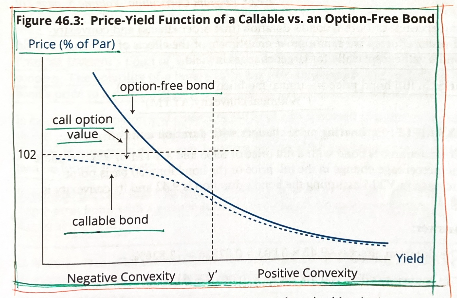 Figure 46.3: Price-Yield Function of a Callable vs. an Option-Free Bond
Price (% of Par)
option-free bond
call option
value
102
callable bond
Yield
Negative Convexity y' Positive Convexity